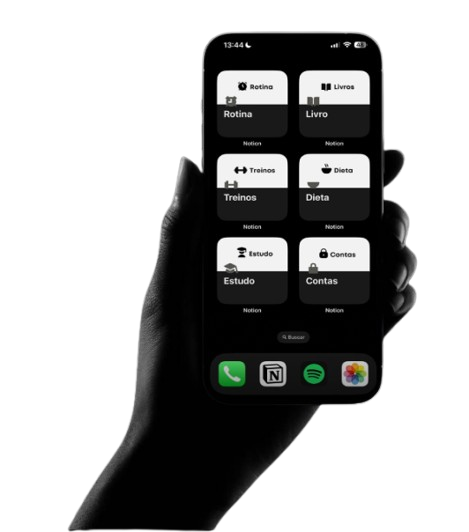 13:44
Rotina
Livros
Rotina
Livro
Notion
Notion
Treinos
Dieta
Treinos
Dieta
Notion
Notion
Estudo
Contas
Estudo
Contas
Notion
Notion
Buscar
N